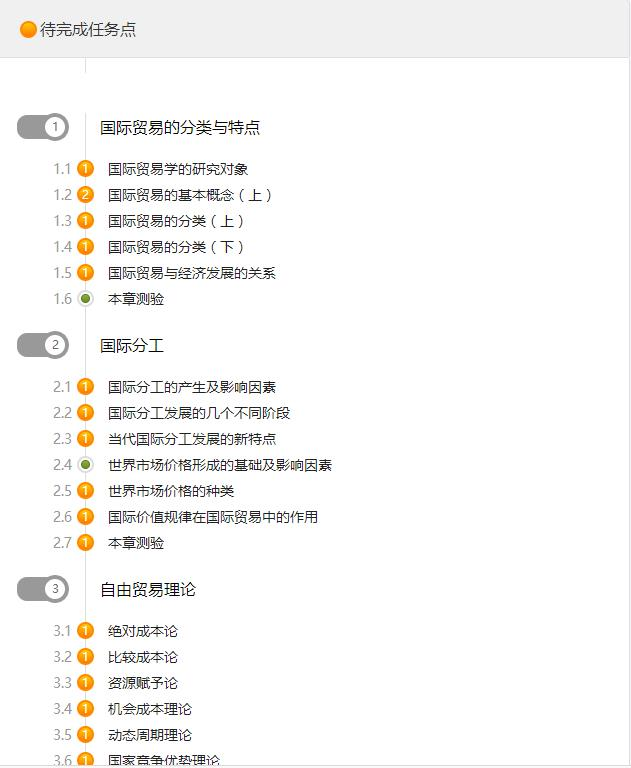 待完成任务点
1 国际贸易的分类与特点
1.1 1 国际贸易学的研究对象
1.2 2 国际贸易的基本概念（上）
1.3 1 国际贸易的分类（上）
1.4 1 国际贸易的分类（下）
1.5 1 国际贸易与经济发展的关系
1.6 本章测验
2 国际分工
2.1 1 国际分工的产生及影响因素
2.2 1 国际分工发展的几个不同阶段
2.3 1 当代国际分工发展的新特点
2.4 世界市场价格形成的基础及影响因素
2.5 1 世界市场价格的种类
2.6 1 国际价值规律在国际贸易中的作用
2.7 1 本章测验
3 自由贸易理论
3.1 1 绝对成本论
3.2 1 比较成本论
3.3 1 资源赋予论
3.4 1 机会成本理论
3.5 1 动态周期理论
3.6 1 国家竞争优势理论